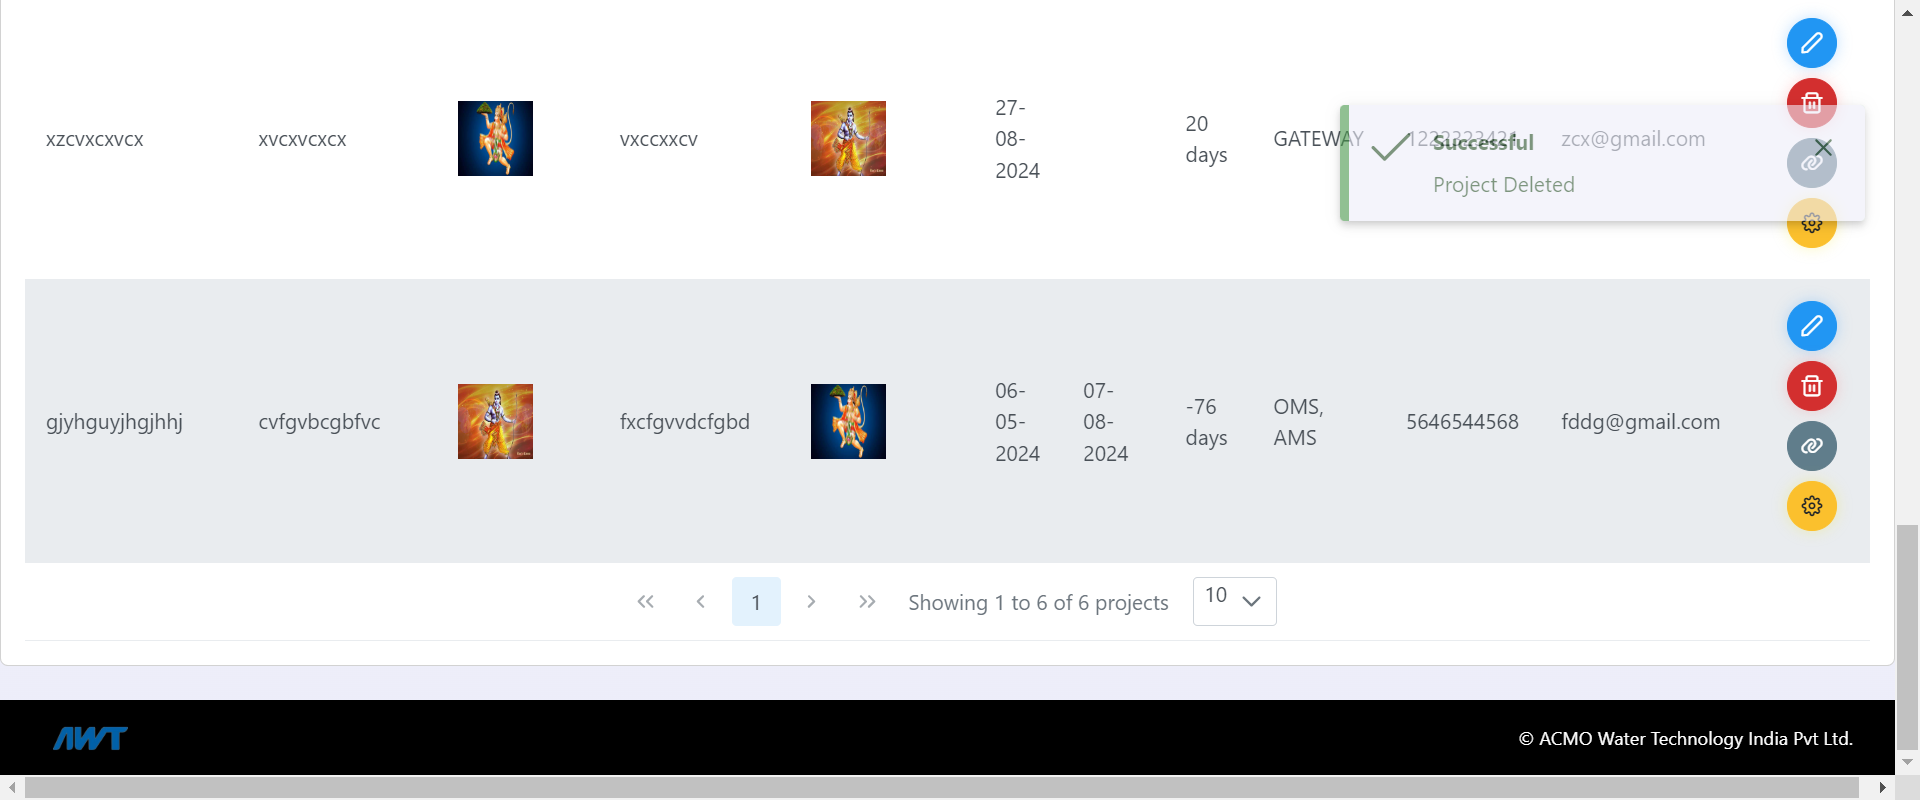 xzcvxcxvcx xvcxvcxcx vxccxxcv 27-
08-
2024 20
days GATEWAY zcx@gmail.com
Successful
Project Deleted
gjyhguyjhgjhhj cvfgvbcgbfvc fxcfgvvdcfgbd 06-
05-
2024 07-
08-
2024 -76
days OMS,
AMS 5646544568 fddg@gmail.com
1 Showing 1 to 6 of 6 projects 10
AWT © ACMO Water Technology India Pvt Ltd.